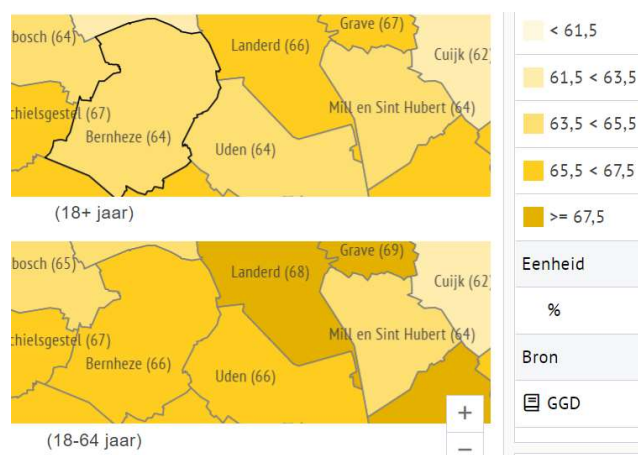 bosch (64)
Landerd (66)
Grave (67)
Cuijk (62
chielsgestel (67)
Bernheze (64)
Uden (64)
Mill en Sint Hubert (64)
(18+ jaar)
bosch (65)
Landerd (68)
Grave (69)
Cuijk (62
chielsgestel (67)
Bernheze (66)
Uden (66)
Mill en Sint Hubert (64)
(18-64 jaar)
+
−
< 61,5
61,5 < 63,5
63,5 < 65,5
65,5 < 67,5
>= 67,5
Eenheid
%
Bron
GGD